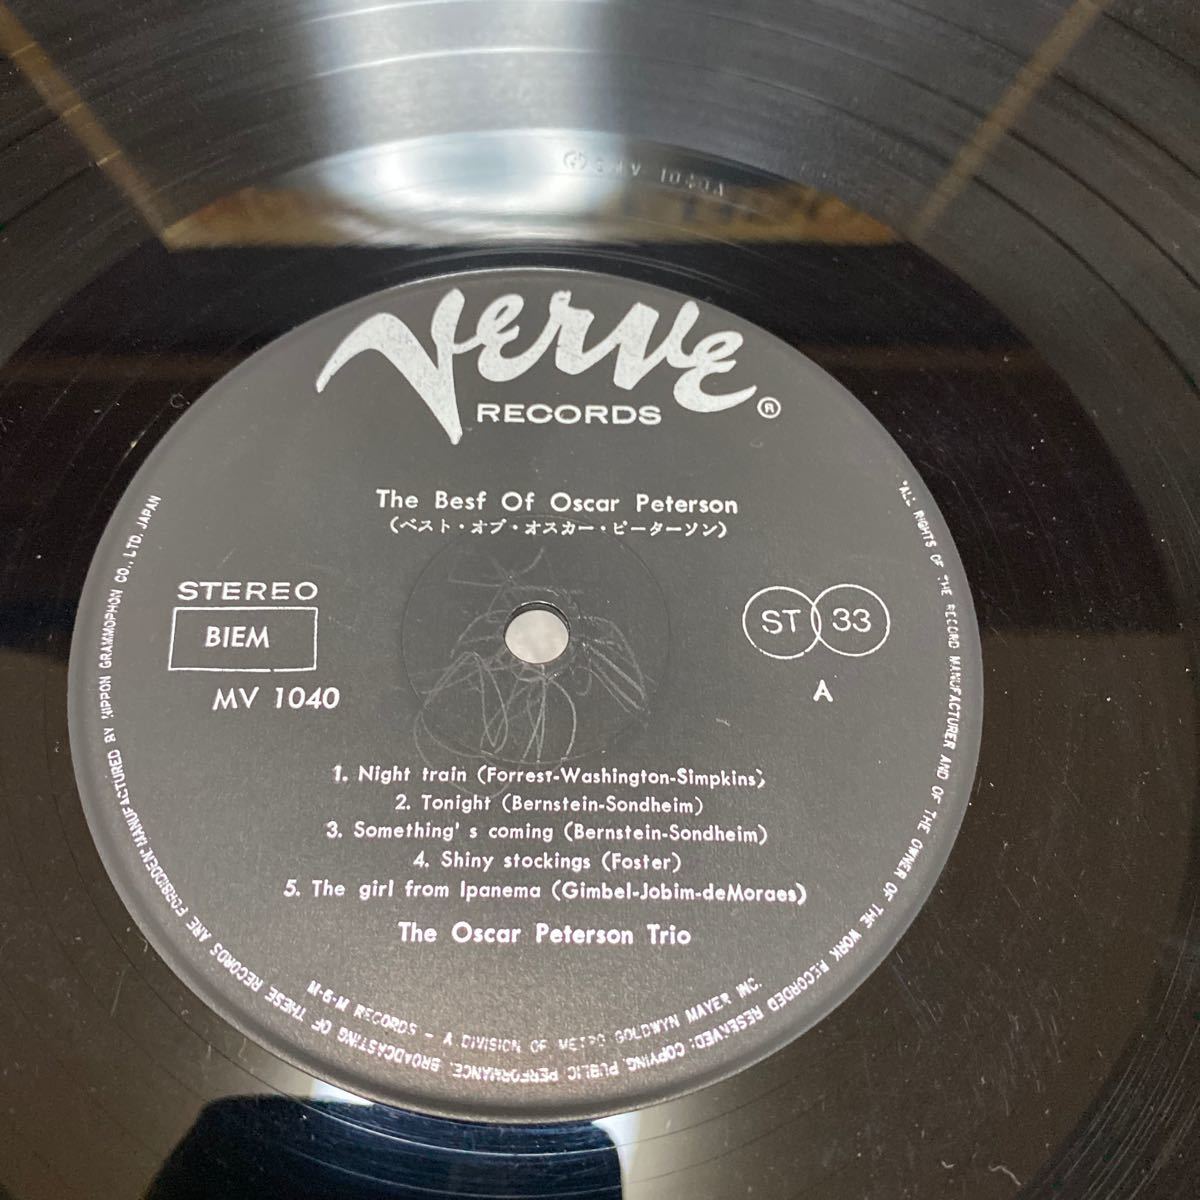 SMV 1040A
Verve
RECORDS ®
The Besf Of Oscar Peterson
(ベスト・オブ・オスカー・ピーターソン)
STEREO
BIEM
MV 1040
ST 33
A
1. Night train (Forrest-Washington-Simpkins)
2. Tonight (Bernstein-Sondheim)
3. Something's coming (Bernstein-Sondheim)
4. Shiny stockings (Foster)
5. The girl from Ipanema (Gimbel-Jobim-deMoraes)
The Oscar Peterson Trio
M-G-M RECORDS – A DIVISION OF METRO GOLDWYN MAYER INC.
"ALL RIGHTS OF THE RECORD MANUFACTURER AND OF THE OWNER OF THE WORK RECORDED RESERVED: COPYING, PUBLIC PERFORMANCE, BROADCASTING OF THESE RECORDS ARE FORBIDDEN" MANUFACTURED BY NIPPON GRAMMOPHON CO., LTD. JAPAN